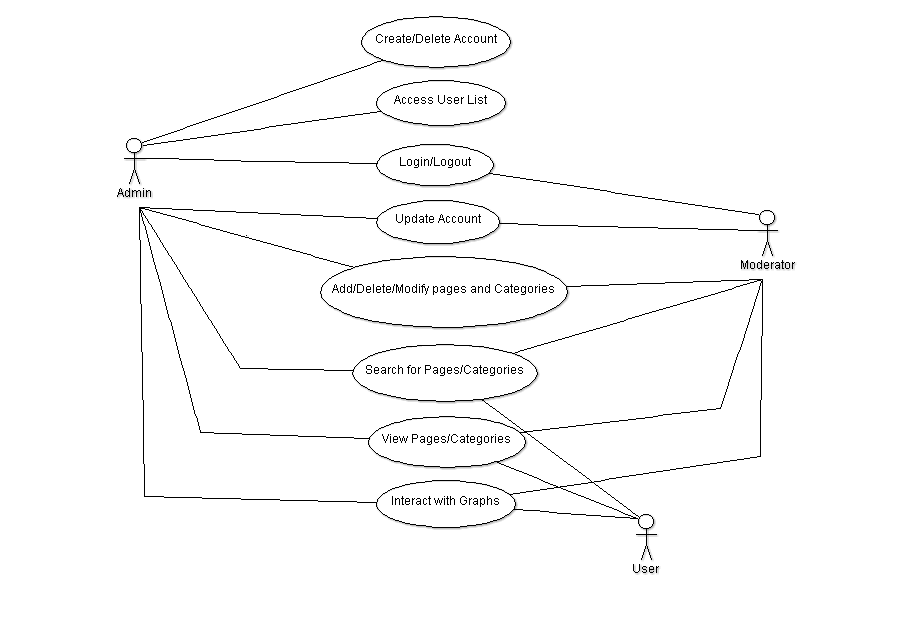 Create/Delete Account
Access User List
Login/Logout
Admin
Update Account
Moderator
Add/Delete/Modify pages and Categories
Search for Pages/Categories
View Pages/Categories
Interact with Graphs
User